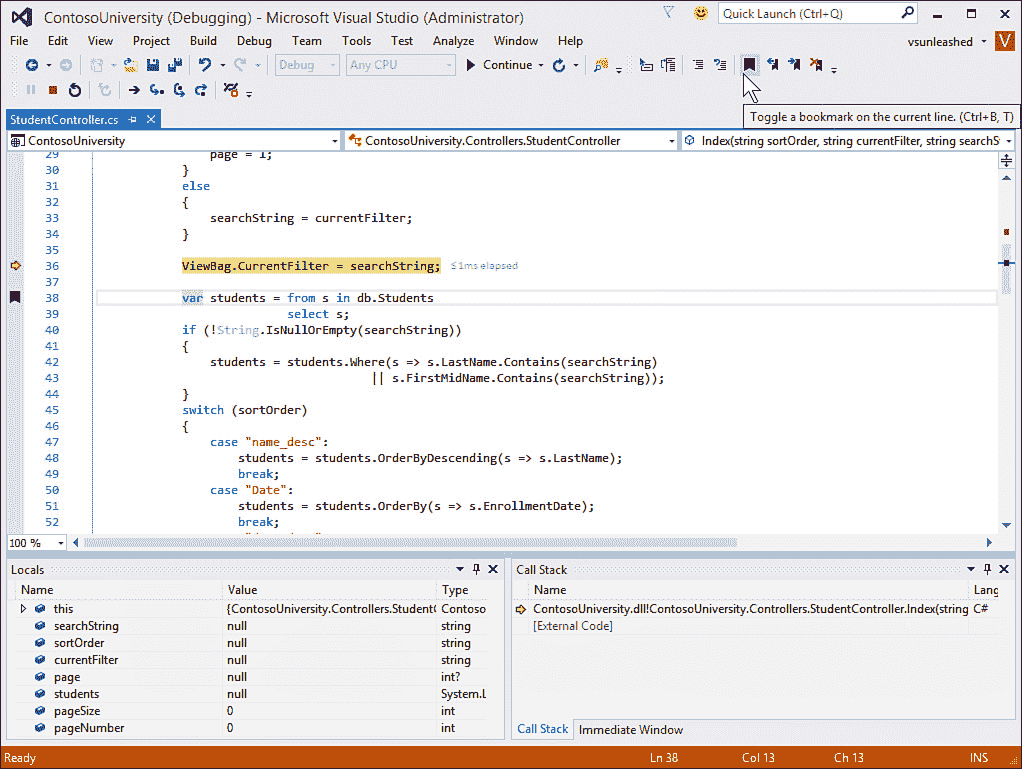 ContosoUniversity (Debugging) - Microsoft Visual Studio (Administrator)
Quick Launch (Ctrl+Q)
File Edit View Project Build Debug Team Tools Test Analyze Window Help
vsunleashed V
Debug Any CPU Continue
Toggle a bookmark on the current line. (Ctrl+B, T)
StudentController.cs
ContosoUniversity ContosoUniversity.Controllers.StudentController Index(string sortOrder, string currentFilter, string searchS
29 page = 1;
30 }
31 else
32 {
33 searchString = currentFilter;
34 }
35
36 ViewBag.CurrentFilter = searchString; ≤1ms elapsed
37
38 var students = from s in db.Students
39 select s;
40 if (!String.IsNullOrEmpty(searchString))
41 {
42 students = students.Where(s => s.LastName.Contains(searchString)
43 || s.FirstMidName.Contains(searchString));
44 }
45 switch (sortOrder)
46 {
47 case "name_desc":
48 students = students.OrderByDescending(s => s.LastName);
49 break;
50 case "Date":
51 students = students.OrderBy(s => s.EnrollmentDate);
52 break;
100 %
Locals
Name Value Type
this {ContosoUniversity.Controllers.Student Contoso
searchString null string
sortOrder null string
currentFilter null string
page null int?
students null System.L
pageSize 0 int
pageNumber 0 int
Call Stack
Name Lang
ContosoUniversity.dll!ContosoUniversity.Controllers.StudentController.Index(string C#
[External Code]
Call Stack Immediate Window
Ready Ln 38 Col 13 Ch 13 INS